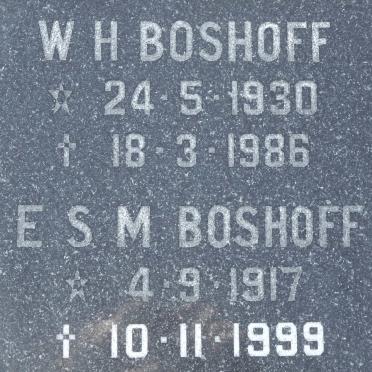 W H BOSHOFF
☆ 24·5·1930
† 18·3·1986
E S M BOSHOFF
☆ 4·9·1917
† 10·11·1999